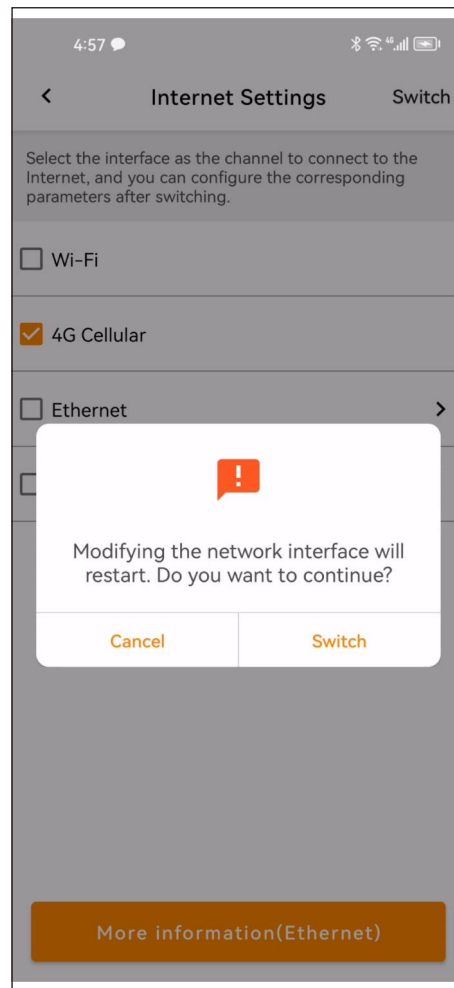 4:57
4G
Internet Settings
Switch
Select the interface as the channel to connect to the
Internet, and you can configure the corresponding
parameters after switching.
Wi-Fi
4G Cellular
Ethernet
!
Modifying the network interface will
restart. Do you want to continue?
Cancel
Switch
More information(Ethernet)